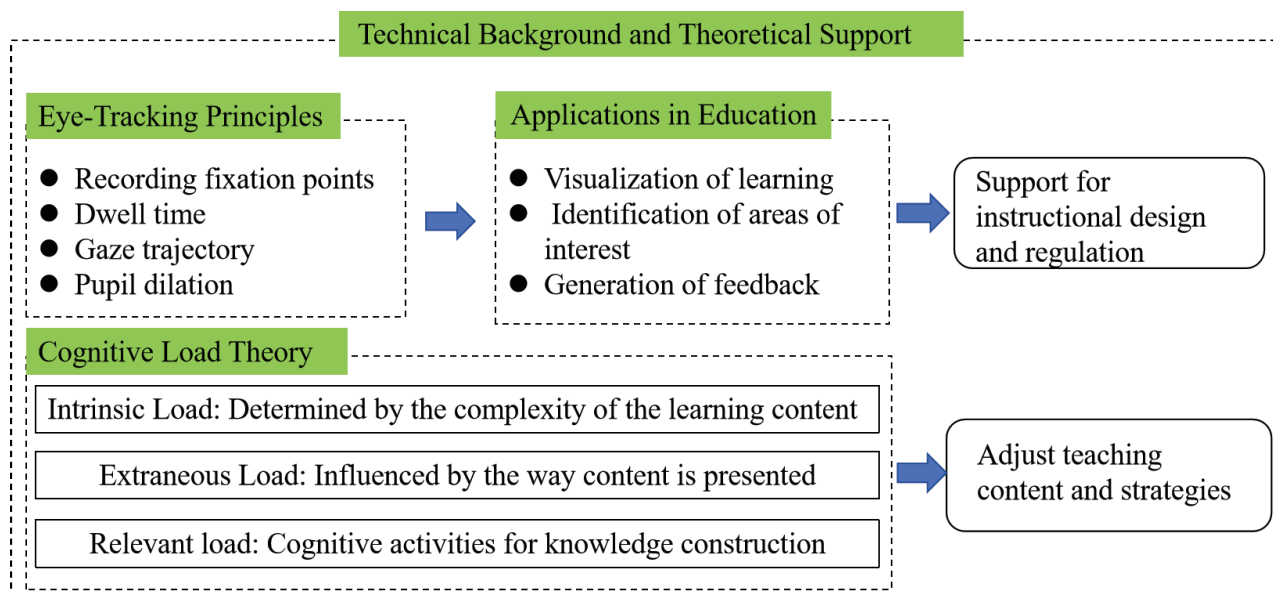 Technical Background and Theoretical Support
Eye-Tracking Principles
● Recording fixation points
● Dwell time
● Gaze trajectory
● Pupil dilation
Applications in Education
● Visualization of learning
● Identification of areas of
interest
● Generation of feedback
Support for
instructional design
and regulation
Cognitive Load Theory
Intrinsic Load: Determined by the complexity of the learning content
Extraneous Load: Influenced by the way content is presented
Relevant load: Cognitive activities for knowledge construction
Adjust teaching
content and strategies